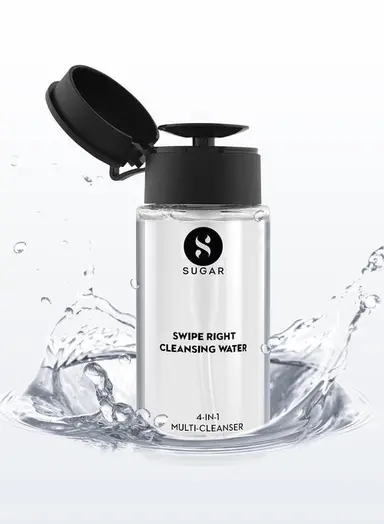 SUGAR
SWIPE RIGHT
CLEANSING WATER
4-IN-1
MULTI-CLEANSER